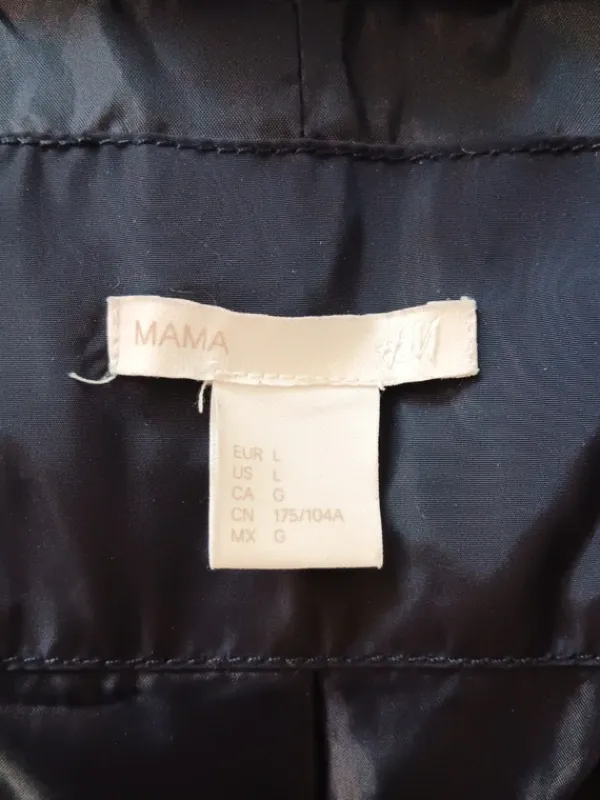 MAMA H&M
EUR L
US L
CA G
CN 175/104A
MX G